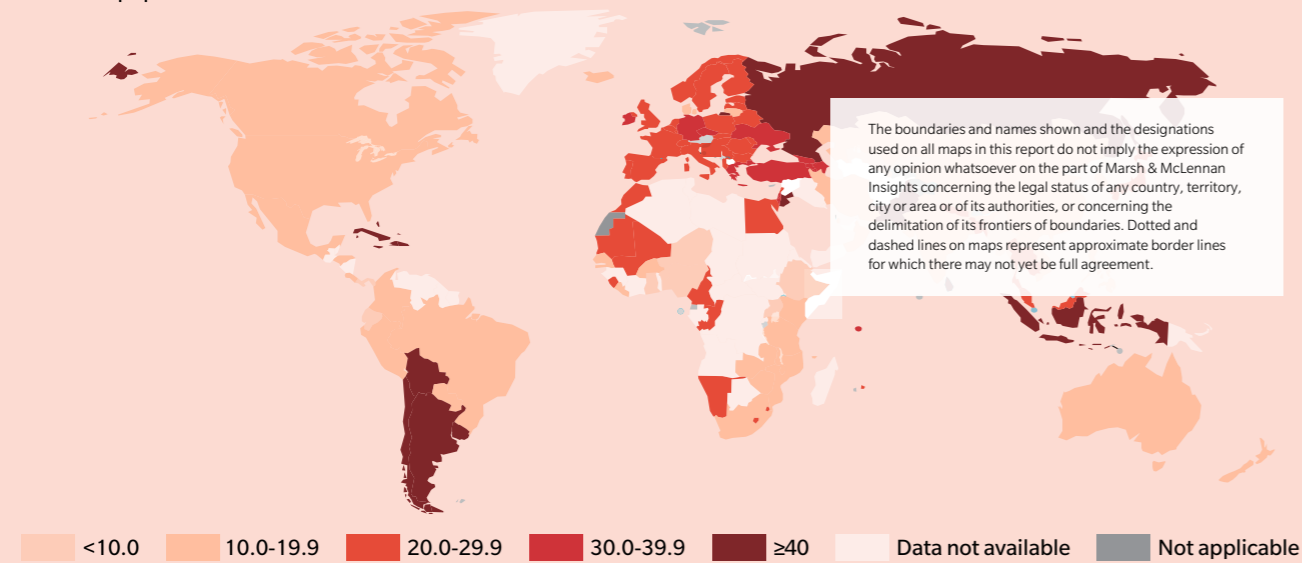 The boundaries and names shown and the designations
used on all maps in this report do not imply the expression of
any opinion whatsoever on the part of Marsh & McLennan
Insights concerning the legal status of any country, territory,
city or area or of its authorities, or concerning the
delimitation of its frontiers of boundaries. Dotted and
dashed lines on maps represent approximate border lines
for which there may not yet be full agreement.
<10.0 10.0-19.9 20.0-29.9 30.0-39.9 ≥40 Data not available Not applicable